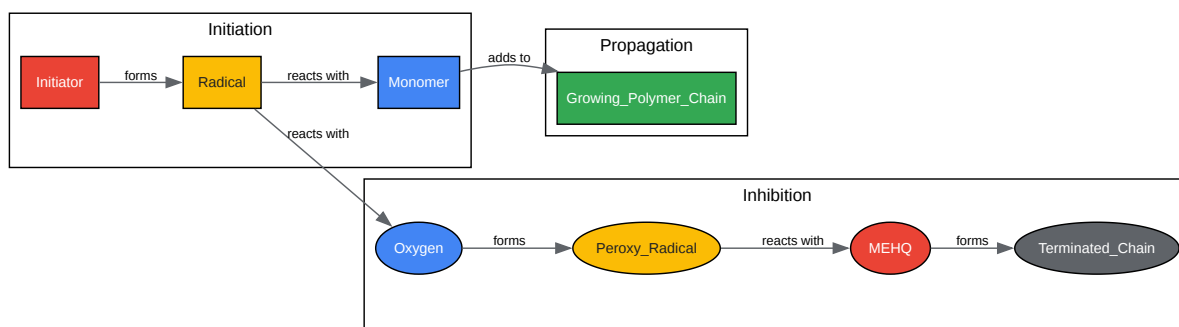 Initiation
Initiator
forms
Radical
reacts with
Monomer
adds to
Propagation
Growing_Polymer_Chain
reacts with
Inhibition
Oxygen
forms
Peroxy_Radical
reacts with
MEHQ
forms
Terminated_Chain